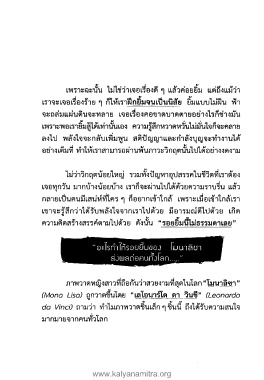 เพราะฉะนั้น ไม่ใช่ว่าเจอเรื่องดี ๆ แล้วค่อยยิ้ม แต่ถึงแม้ว่า
เราจะเจอเรื่องร้าย ๆ ก็ให้เราฝึกยิ้มจนเป็นนิสัย ยิ้มแบบไม่ฝืน ฟ้า
จะถล่มแผ่นดินจะทลาย เจอเรื่องคอขาดบาดตายอย่างไรก็ช่างมัน
เพราะพอเรายิ้มสู้ได้เท่านั้นเอง ความรู้สึกหวาดหวั่นไม่มั่นใจก็จะคลาย
ลงไป พลังใจจะกลับเพิ่มพูน สติปัญญาและกำลังบุญจะทำงานได้
อย่างเต็มที่ ทำให้เราสามารถผ่านพ้นภาวะวิกฤตนั้นไปได้อย่างงดงาม
ไม่ว่าวิกฤตน้อยใหญ่ รวมทั้งปัญหาอุปสรรคในชีวิตที่เราต้อง
เจอทุกวัน มากบ้างน้อยบ้าง เราก็จะผ่านไปได้ด้วยความราบรื่น แล้ว
กลายเป็นคนมีเสน่ห์ที่ใคร ๆ ก็อยากเข้าใกล้ เพราะเมื่อเข้าใกล้เรา
เขาจะรู้สึกว่าได้รับพลังใจจากเราไปด้วย มีอารมณ์ดีไปด้วย เกิด
ความคิดสร้างสรรค์ตามไปด้วย ดังนั้น "รอยยิ้มนี้ไม่ธรรมดาเลย"
"อะไรทำให้รอยยิ้มของ โมนาลิซา
ส่งผลต่อคนทั้งโลก....."
ภาพวาดหญิงสาวที่ถือกันว่าสวยงามที่สุดในโลก"โมนาลิซา"
(Mona Lisa) ถูกวาดขึ้นโดย "เลโอนาร์โด ดา วินชี" (Leonardo
da Vinci) ถามว่า ทำไมภาพวาดชิ้นเล็ก ๆ ชิ้นนี้ ถึงได้รับความสนใจ
มากมายจากคนทั่วโลก
www.kalyanamitra.org